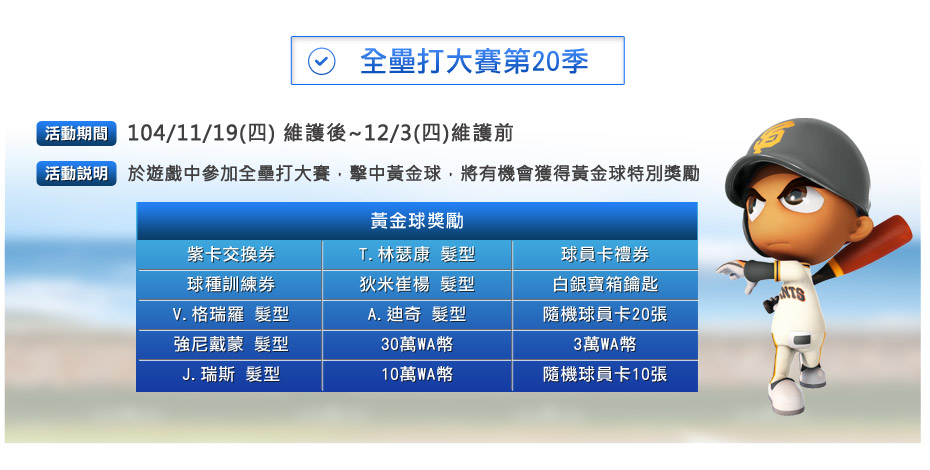 全壘打大賽第20季
活動期間 104/11/19(四) 維護後~12/3(四)維護前
活動説明 於遊戲中參加全壘打大賽，擊中黃金球，將有機會獲得黃金球特別獎勵
黃金球獎勵
紫卡交換券 T.林瑟康 髮型 球員卡禮券
球種訓練券 狄米崔楊 髮型 白銀寶箱鑰匙
V.格瑞羅 髮型 A.迪奇 髮型 隨機球員卡20張
強尼戴蒙 髮型 30萬WA幣 3萬WA幣
J.瑞斯 髮型 10萬WA幣 隨機球員卡10張
SF
ANTS